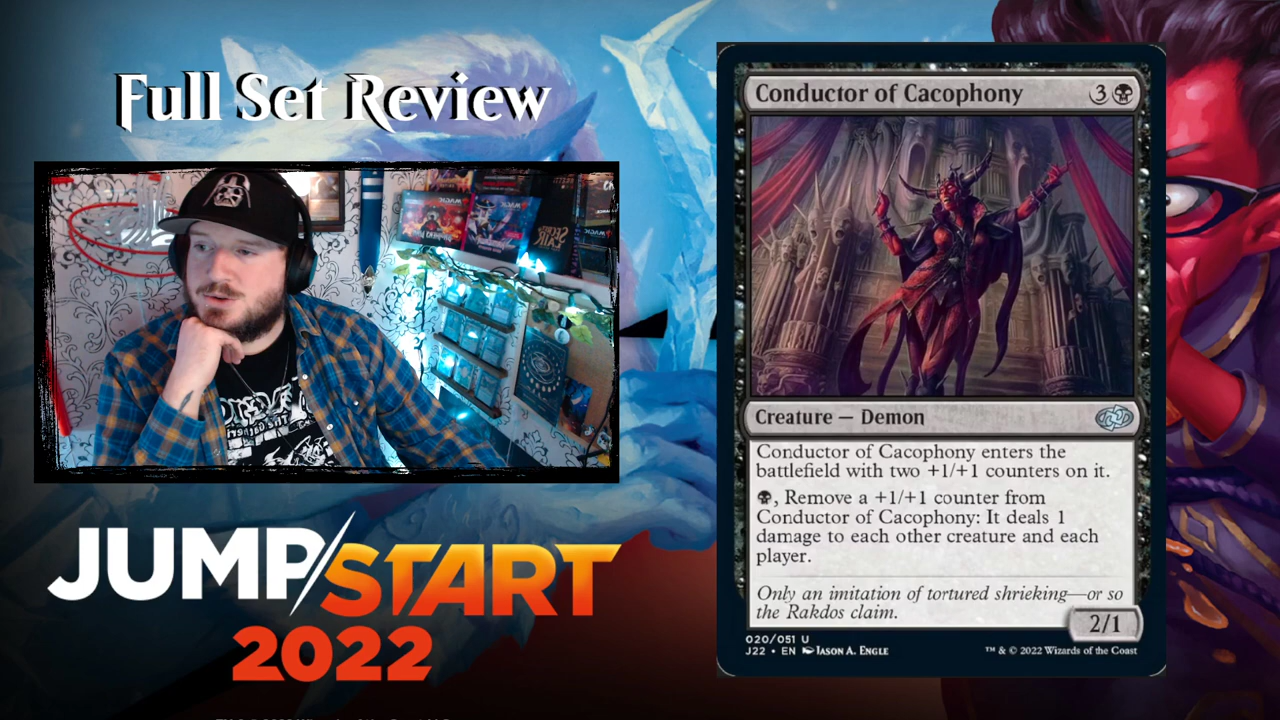 Full Set Review
JUMP/START
2022
Conductor of Cacophony 3
Creature — Demon
Conductor of Cacophony enters the
battlefield with two +1/+1 counters on it.
, Remove a +1/+1 counter from
Conductor of Cacophony: It deals 1
damage to each other creature and each
player.
Only an imitation of tortured shrieking—or so
the Rakdos claim.
2/1
020/051 U
J22 • EN JASON A. ENGLE
™ & © 2022 Wizards of the Coast